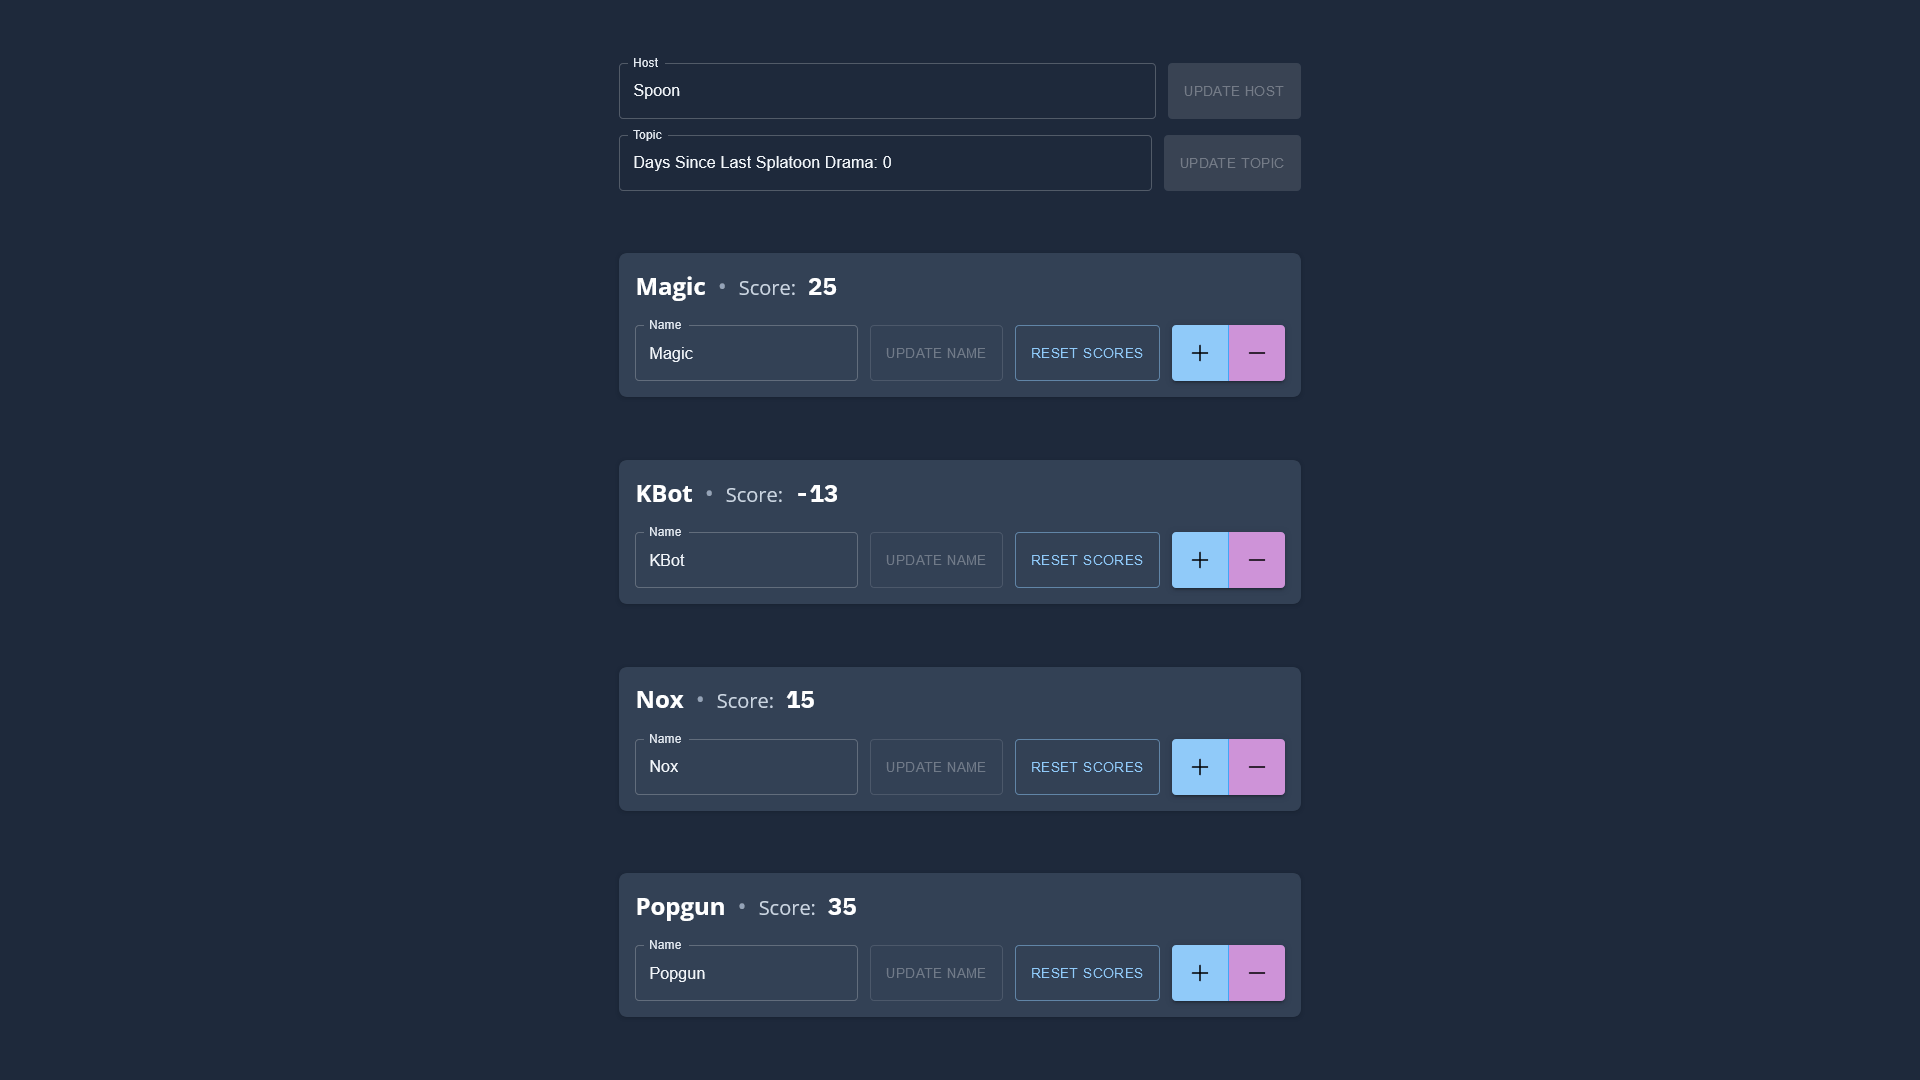 Host
Spoon
UPDATE HOST
Topic
Days Since Last Splatoon Drama: 0
UPDATE TOPIC
Magic • Score: 25
Name
Magic
UPDATE NAME
RESET SCORES
+
−
KBot • Score: -13
Name
KBot
UPDATE NAME
RESET SCORES
+
−
Nox • Score: 15
Name
Nox
UPDATE NAME
RESET SCORES
+
−
Popgun • Score: 35
Name
Popgun
UPDATE NAME
RESET SCORES
+
−